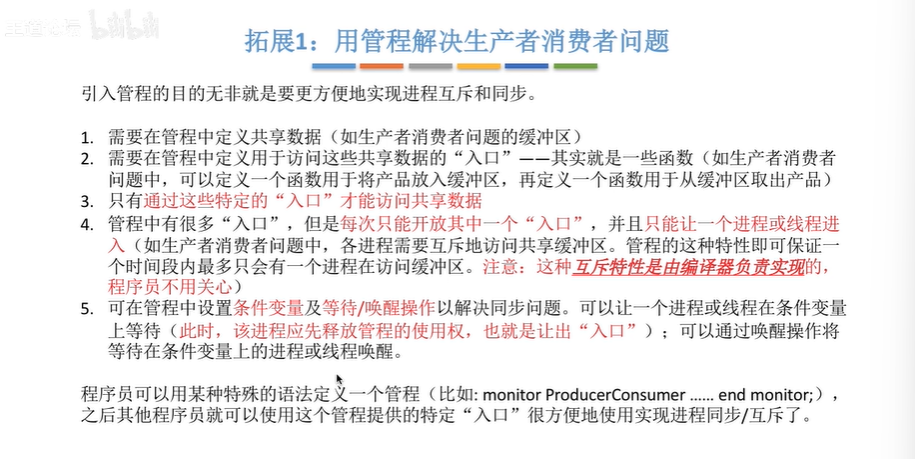 bilibili
拓展1：用管程解决生产者消费者问题
引入管程的目的无非就是要更方便地实现进程互斥和同步。
1. 需要在管程中定义共享数据（如生产者消费者问题的缓冲区）
2. 需要在管程中定义用于访问这些共享数据的“入口”——其实就是一些函数（如生产者消费者
问题中，可以定义一个函数用于将产品放入缓冲区，再定义一个函数用于从缓冲区取出产品）
3. 只有通过这些特定的“入口”才能访问共享数据
4. 管程中有很多“入口”，但是每次只能开放其中一个“入口”，并且只能让一个进程或线程进
入（如生产者消费者问题中，各进程需要互斥地访问共享缓冲区。管程的这种特性即可保证一
个时间段内最多只会有一个进程在访问缓冲区。注意：这种互斥特性是由编译器负责实现的，
程序员不用关心）
5. 可在管程中设置条件变量及等待/唤醒操作以解决同步问题。可以让一个进程或线程在条件变量
上等待（此时，该进程应先释放管程的使用权，也就是让出“入口”）；可以通过唤醒操作将
等待在条件变量上的进程或线程唤醒。
程序员可以用某种特殊的语法定义一个管程（比如: monitor ProducerConsumer …… end monitor;），
之后其他程序员就可以使用这个管程提供的特定“入口”很方便地使用实现进程同步/互斥了。